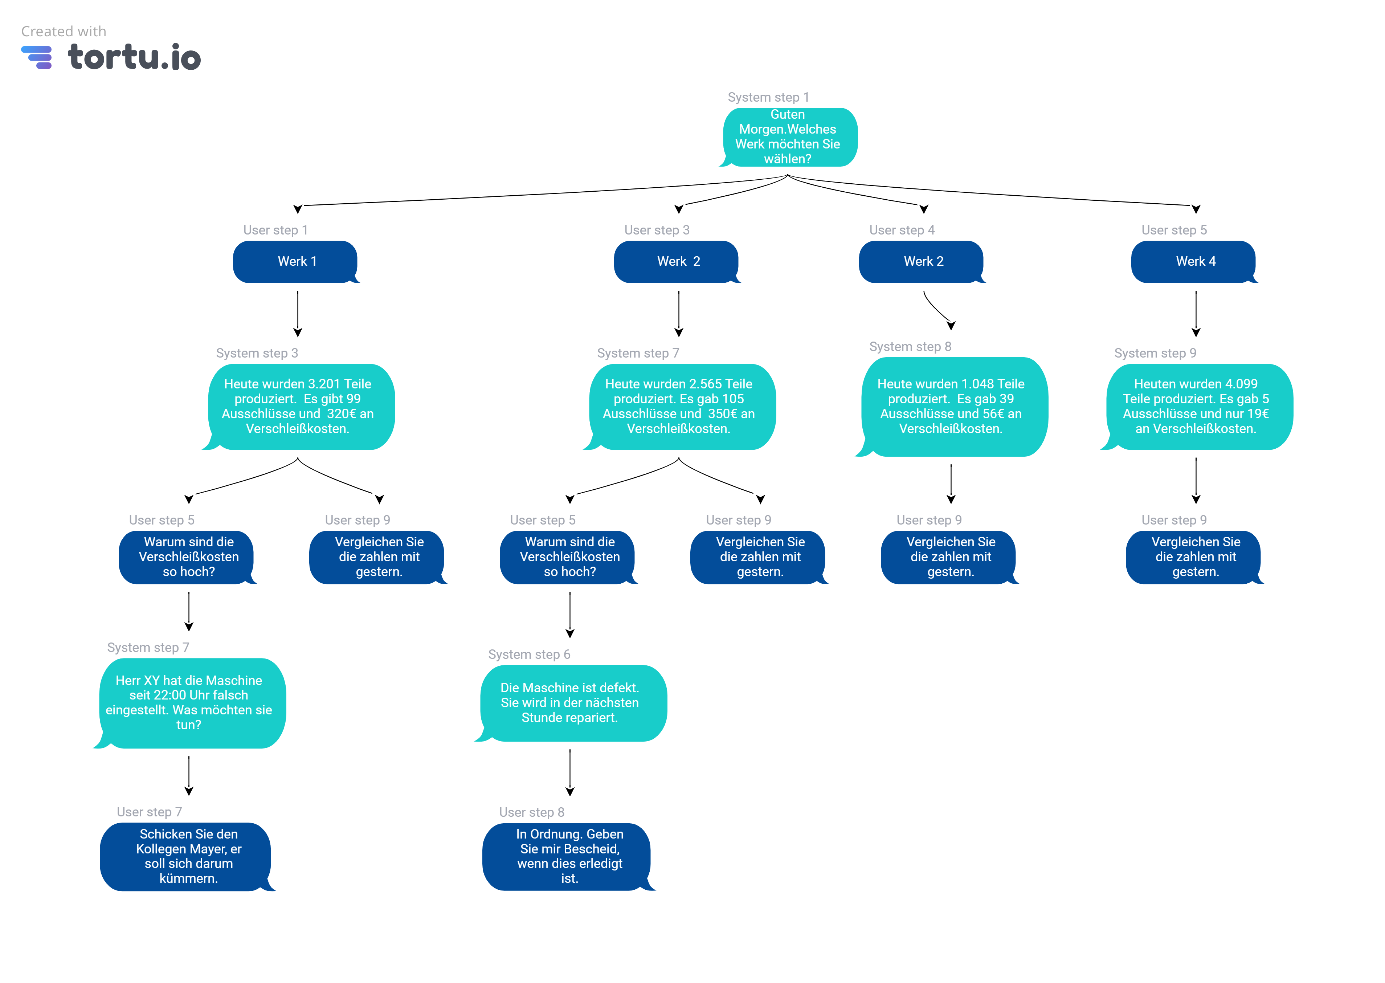 Created with
tortu.io
System step 1
Guten
Morgen.Welches
Werk möchten Sie
wählen?
User step 1
Werk 1
User step 3
Werk  2
User step 4
Werk 2
User step 5
Werk 4
System step 3
Heute wurden 3.201 Teile
produziert.  Es gibt 99
Ausschlüsse und  320€ an
Verschleißkosten.
System step 7
Heute wurden 2.565 Teile
produziert. Es gab 105
Ausschlüsse und  350€ an
Verschleißkosten.
System step 8
Heute wurden 1.048 Teile
produziert.  Es gab 39
Ausschlüsse und 56€ an
Verschleißkosten.
System step 9
Heuten wurden 4.099
Teile produziert. Es gab 5
Ausschlüsse und nur 19€
an Verschleißkosten.
User step 5
Warum sind die
Verschleißkosten
so hoch?
User step 9
Vergleichen Sie
die zahlen mit
gestern.
User step 5
Warum sind die
Verschleißkosten
so hoch?
User step 9
Vergleichen Sie
die zahlen mit
gestern.
User step 9
Vergleichen Sie
die zahlen mit
gestern.
User step 9
Vergleichen Sie
die zahlen mit
gestern.
System step 7
Herr XY hat die Maschine
seit 22:00 Uhr falsch
eingestellt. Was möchten sie
tun?
System step 6
Die Maschine ist defekt.
Sie wird in der nächsten
Stunde repariert.
User step 7
Schicken Sie den
Kollegen Mayer, er
soll sich darum
kümmern.
User step 8
In Ordnung. Geben
Sie mir Bescheid,
wenn dies erledigt
ist.